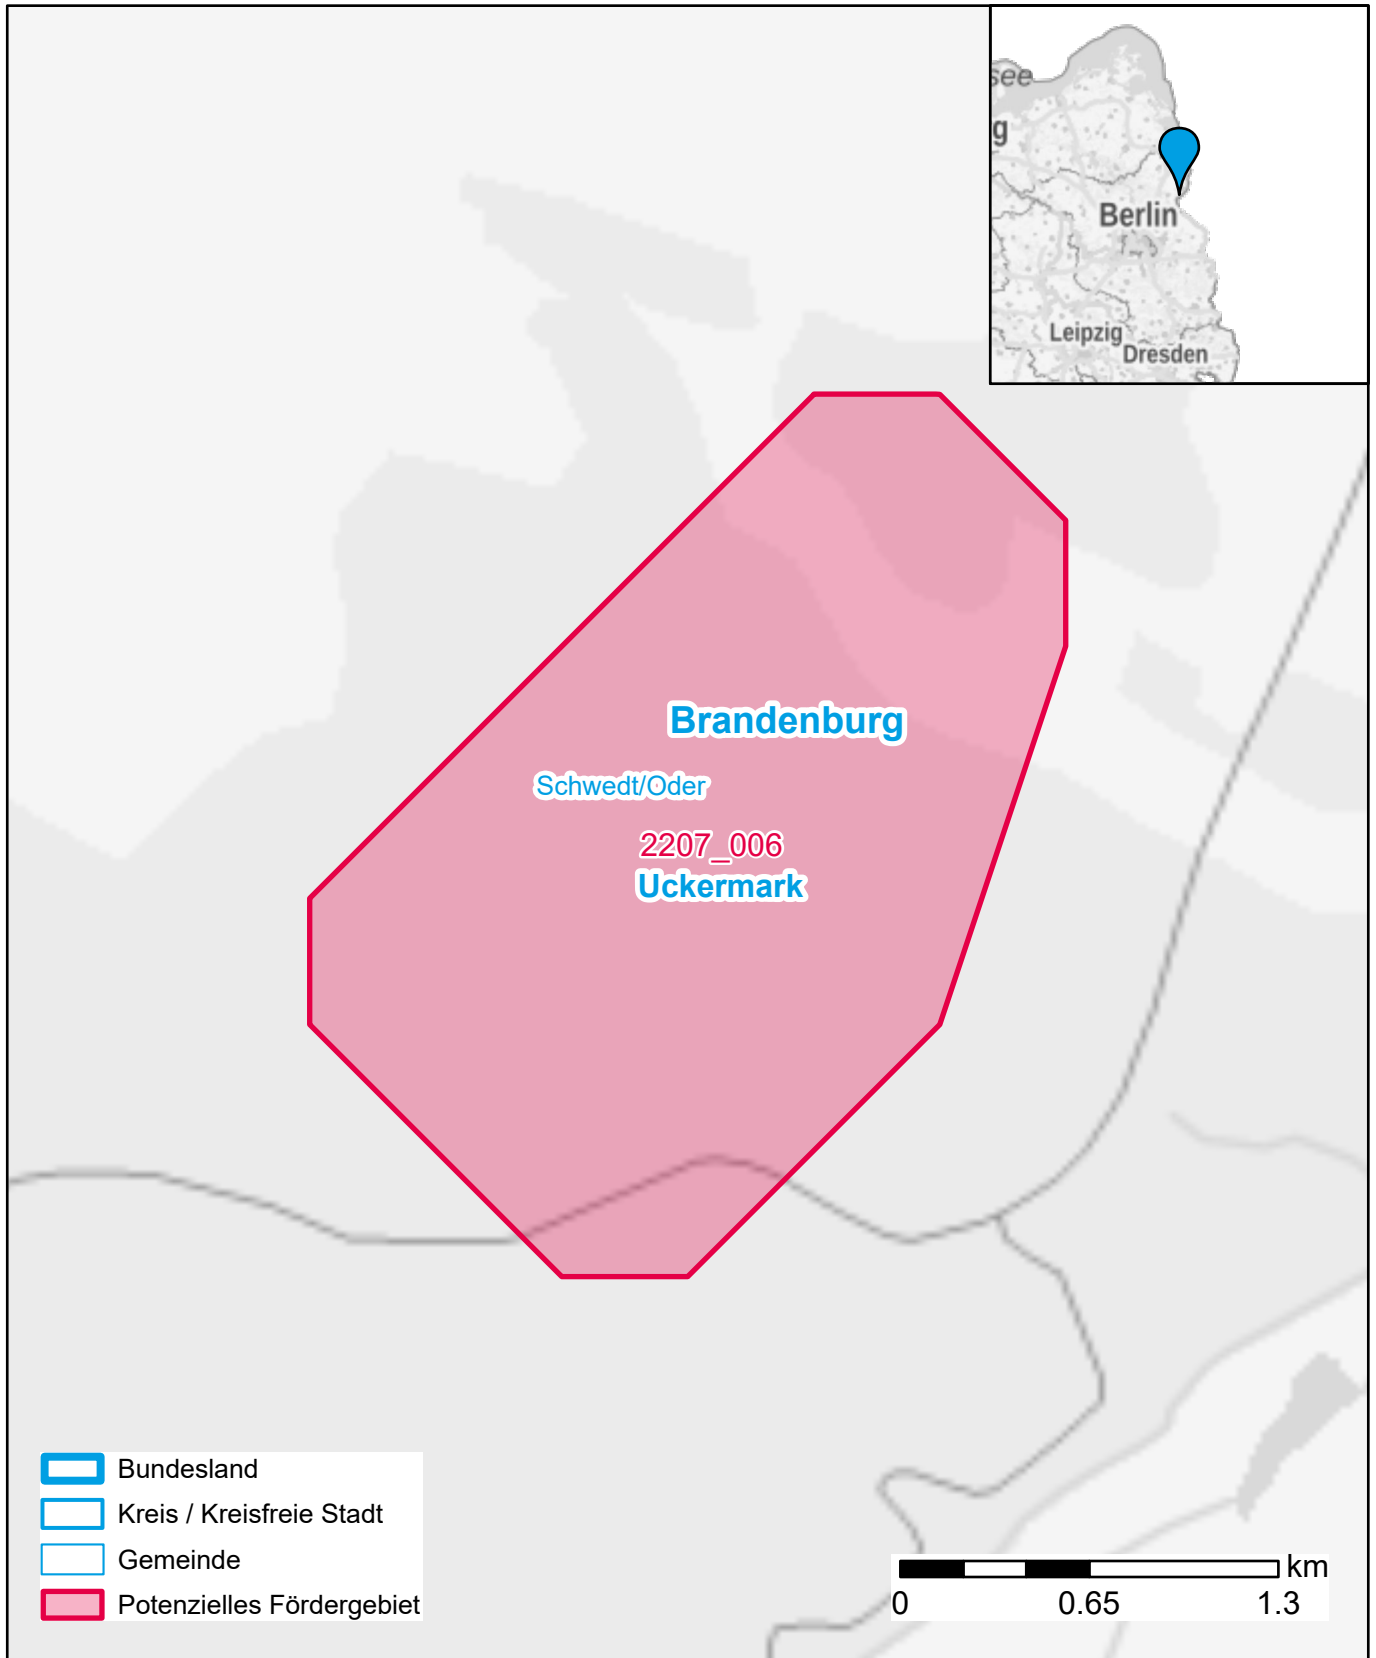 see
g
Berlin
Leipzig
Dresden
Brandenburg
Schwedt/Oder
2207_006
Uckermark
Bundesland
Kreis / Kreisfreie Stadt
Gemeinde
Potenzielles Fördergebiet
km
0 0.65 1.3